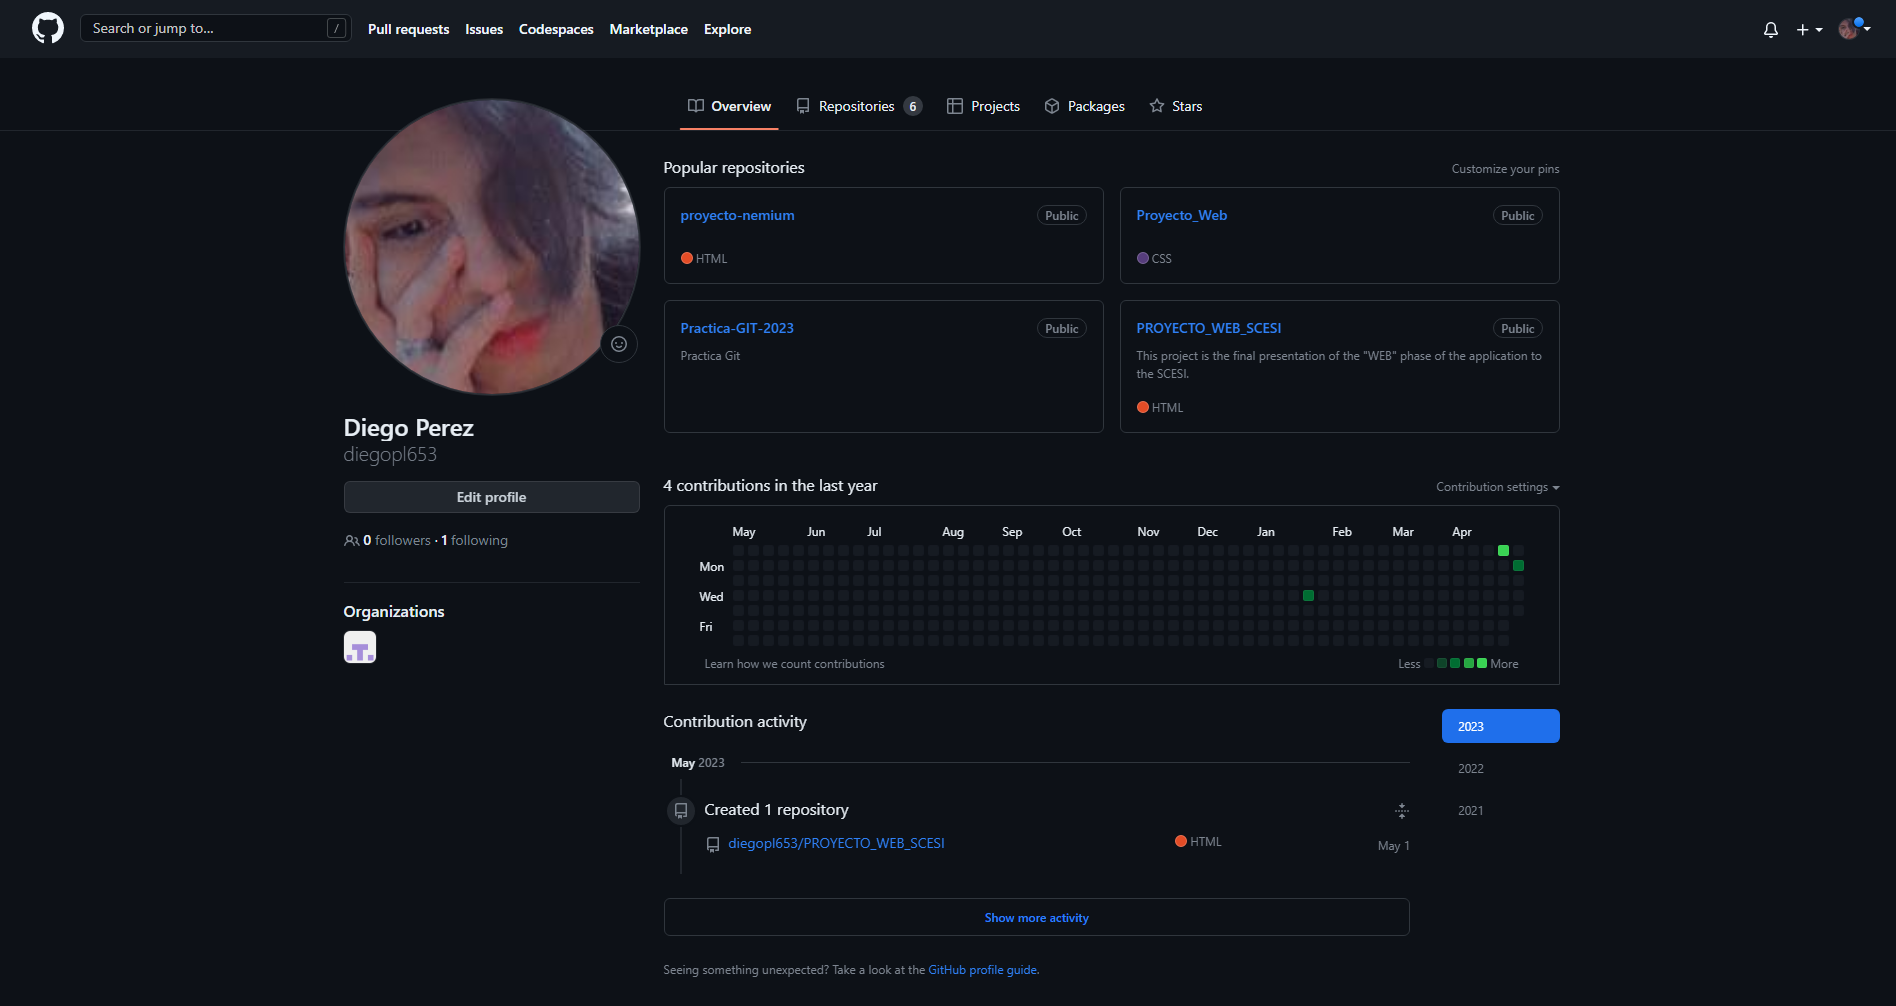 Search or jump to...
/
Pull requests
Issues
Codespaces
Marketplace
Explore
Overview
Repositories 6
Projects
Packages
Stars
Diego Perez
diegopl653
Edit profile
0 followers · 1 following
Organizations
Popular repositories
Customize your pins
proyecto-nemium
Public
HTML
Proyecto_Web
Public
CSS
Practica-GIT-2023
Public
Practica Git
PROYECTO_WEB_SCESI
Public
This project is the final presentation of the "WEB" phase of the application to
the SCESI.
HTML
4 contributions in the last year
Contribution settings
May Jun Jul Aug Sep Oct Nov Dec Jan Feb Mar Apr
Mon
Wed
Fri
Learn how we count contributions
Less
More
Contribution activity
2023
2022
2021
May 2023
Created 1 repository
diegopl653/PROYECTO_WEB_SCESI
HTML
May 1
Show more activity
Seeing something unexpected? Take a look at the GitHub profile guide.